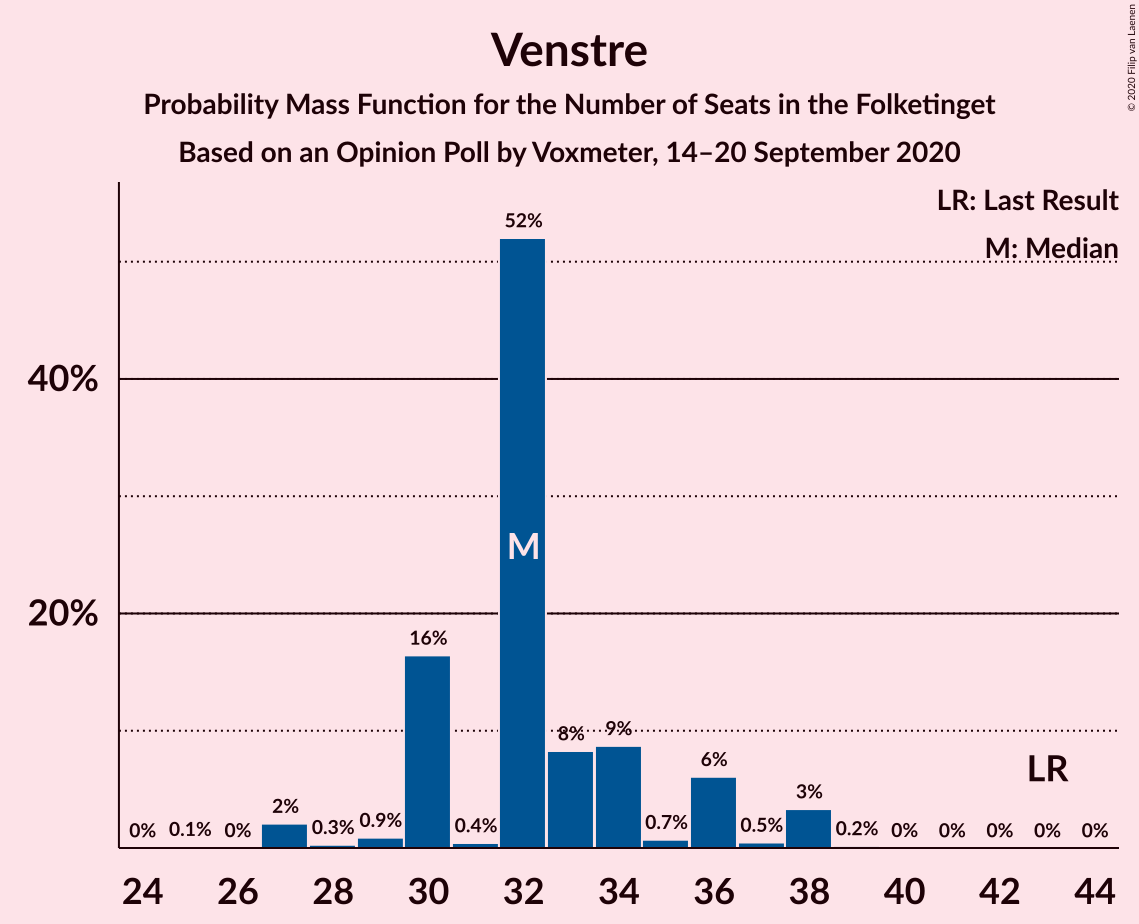 Venstre
Probability Mass Function for the Number of Seats in the Folketinget
Based on an Opinion Poll by Voxmeter, 14–20 September 2020
© 2020 Filip van Laenen
LR: Last Result
M: Median
40%
20%
0%
0.1%
0%
2%
0.3%
0.9%
16%
0.4%
52%
M
8%
9%
0.7%
6%
0.5%
3%
0.2%
0%
0%
0%
0%
0%
LR
24 26 28 30 32 34 36 38 40 42 44